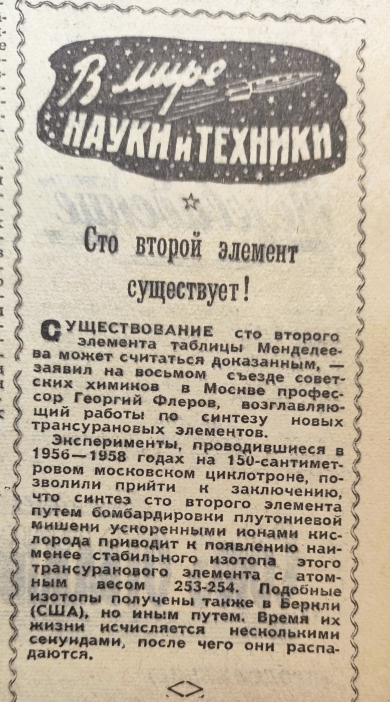 В мире
НАУКИ и ТЕХНИКИ
Сто второй элемент
существует!
СУЩЕСТВОВАНИЕ сто второго
элемента таблицы Менделее-
ва может считаться доказанным, —
заявил на восьмом съезде совет-
ских химиков в Москве профес-
сор Георгий Флеров, возглавляю-
щий работы по синтезу новых
трансурановых элементов.
Эксперименты, проводившиеся в
1956—1958 годах на 150-сантимет-
ровом московском циклотроне, по-
зволили прийти к заключению,
что синтез сто второго элемента
путем бомбардировки плутониевой
мишени ускоренными ионами кис-
лорода приводит к появлению наи-
менее стабильного изотопа этого
трансуранового элемента с атом-
ным весом 253-254. Подобные
изотопы получены также в Беркли
(США), но иным путем. Время их
жизни исчисляется несколькими
секундами, после чего они распа-
даются.